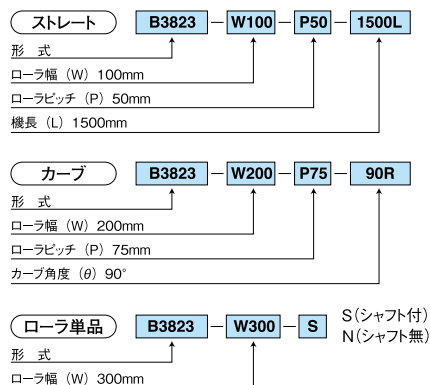 ストレート B3823 － W100 － P50 － 1500L
形　式
ローラ幅（W）100mm
ローラピッチ（P）50mm
機長（L）1500mm
カーブ B3823 － W200 － P75 － 90R
形　式
ローラ幅（W）200mm
ローラピッチ（P）75mm
カーブ角度（θ）90°
ローラ単品 B3823 － W300 － S S（シャフト付）
N（シャフト無）
形　式
ローラ幅（W）300mm